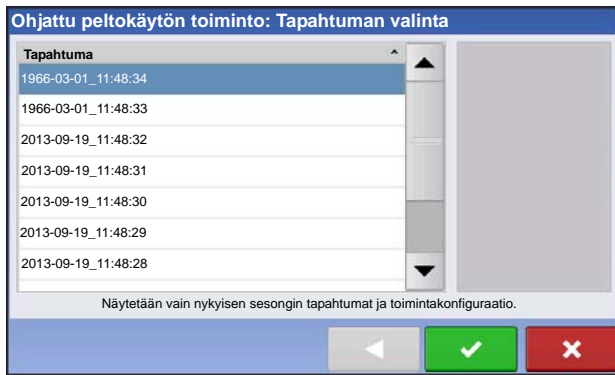 Ohjattu peltokäytön toiminto: Tapahtuman valinta
Tapahtuma
1966-03-01_11:48:34
1966-03-01_11:48:33
2013-09-19_11:48:32
2013-09-19_11:48:31
2013-09-19_11:48:30
2013-09-19_11:48:29
2013-09-19_11:48:28
Näytetään vain nykyisen sesongin tapahtumat ja toimintakonfiguraatio.